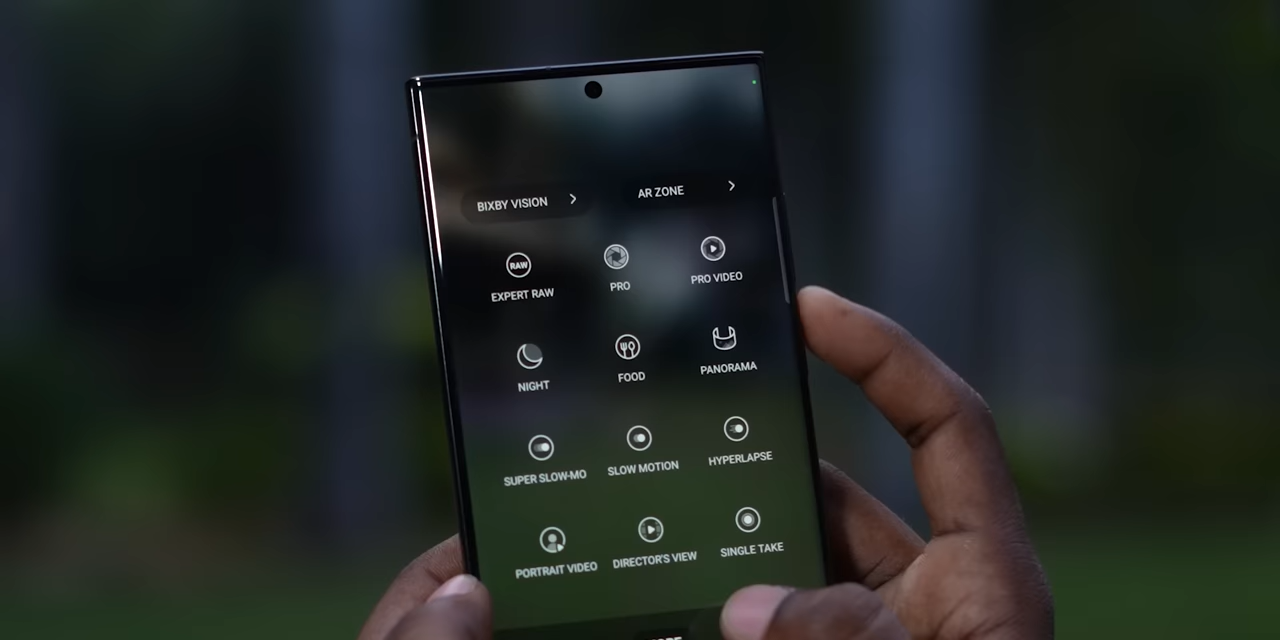 BIXBY VISION
AR ZONE
RAW
EXPERT RAW
PRO
PRO VIDEO
NIGHT
FOOD
PANORAMA
SUPER SLOW-MO
SLOW MOTION
HYPERLAPSE
PORTRAIT VIDEO
DIRECTOR'S VIEW
SINGLE TAKE